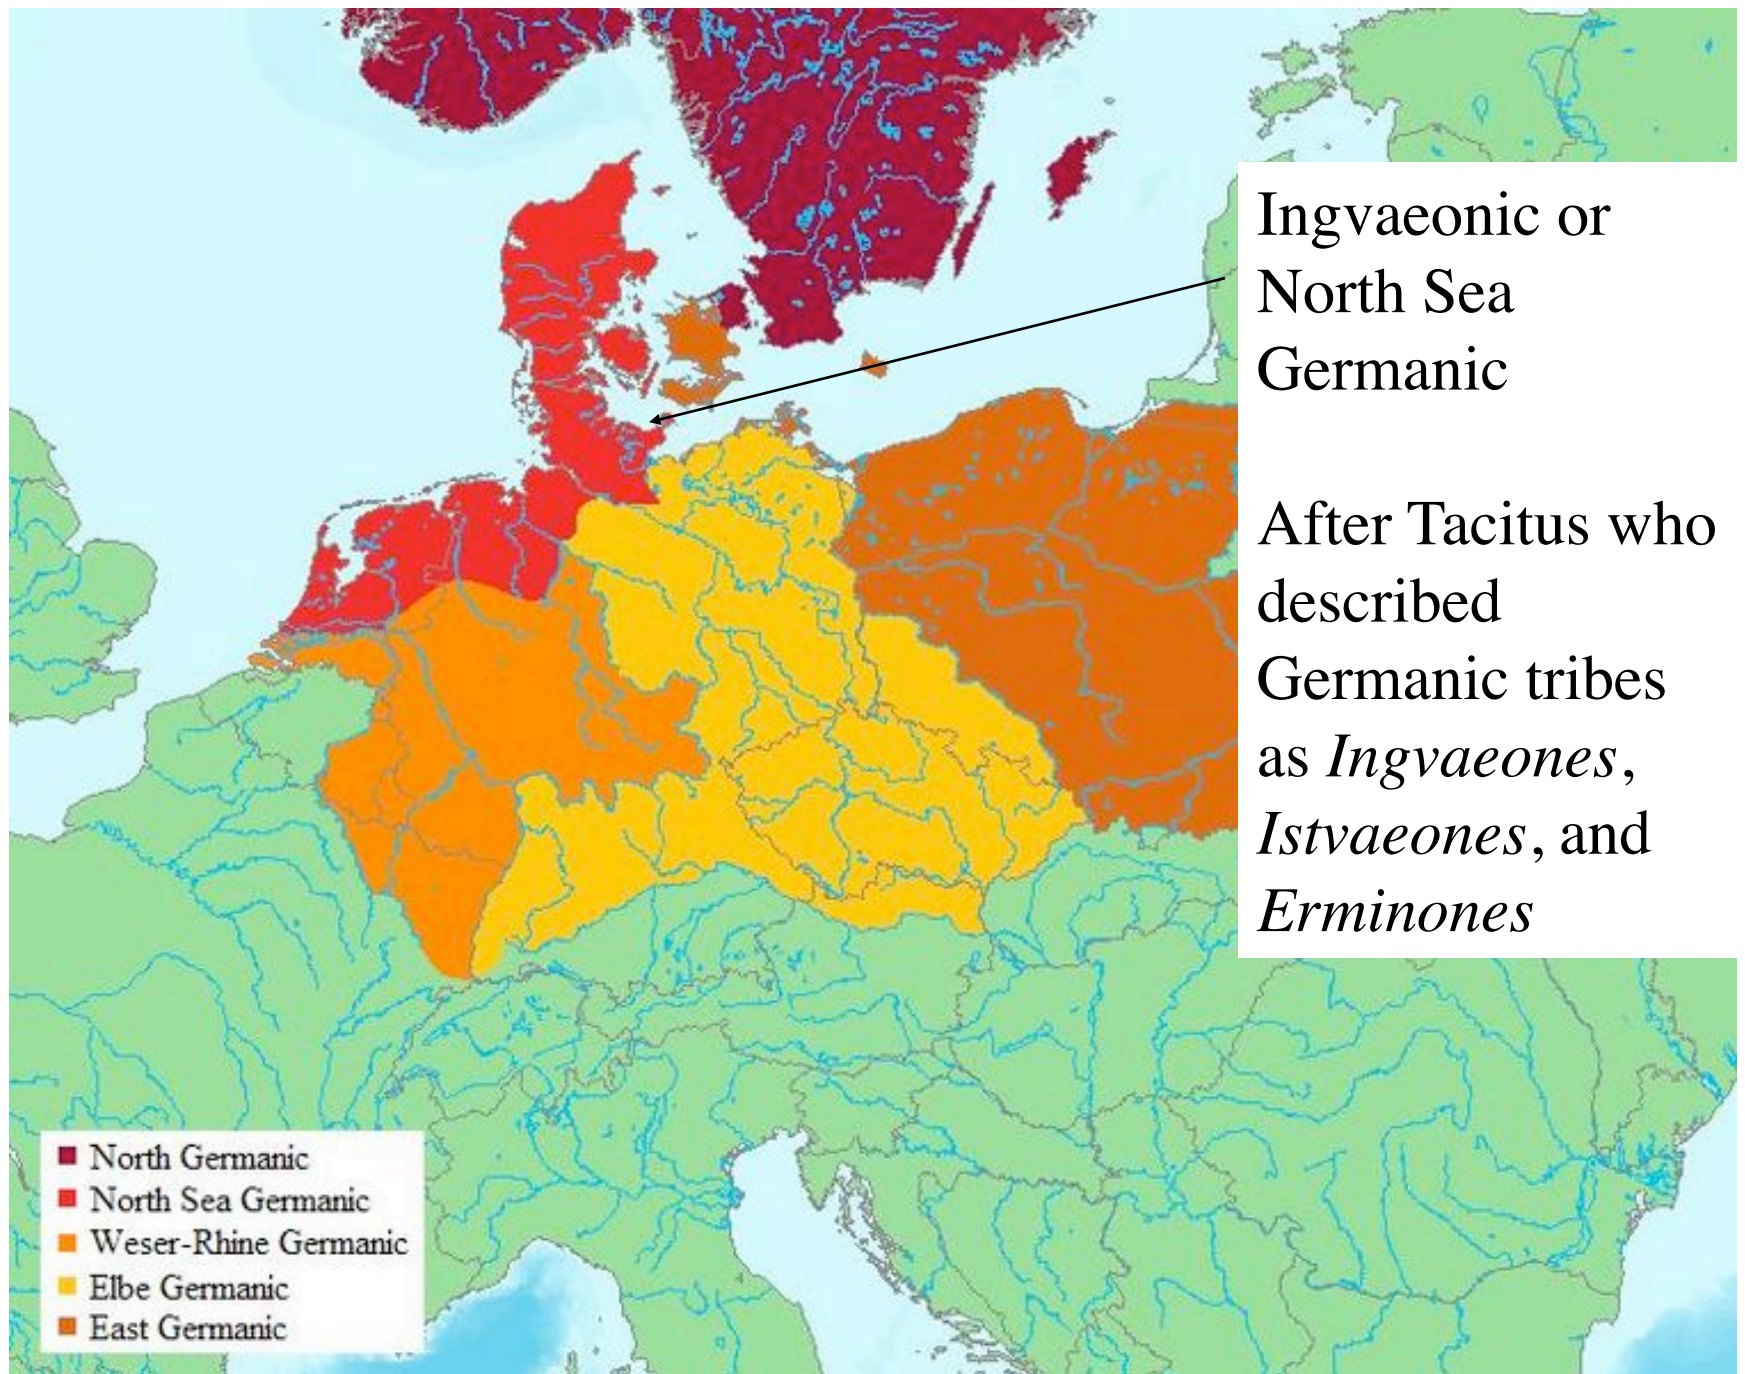 Ingvaeonic or
North Sea
Germanic
After Tacitus who
described
Germanic tribes
as Ingvaeones,
Istvaeones, and
Erminones
North Germanic
North Sea Germanic
Weser-Rhine Germanic
Elbe Germanic
East Germanic